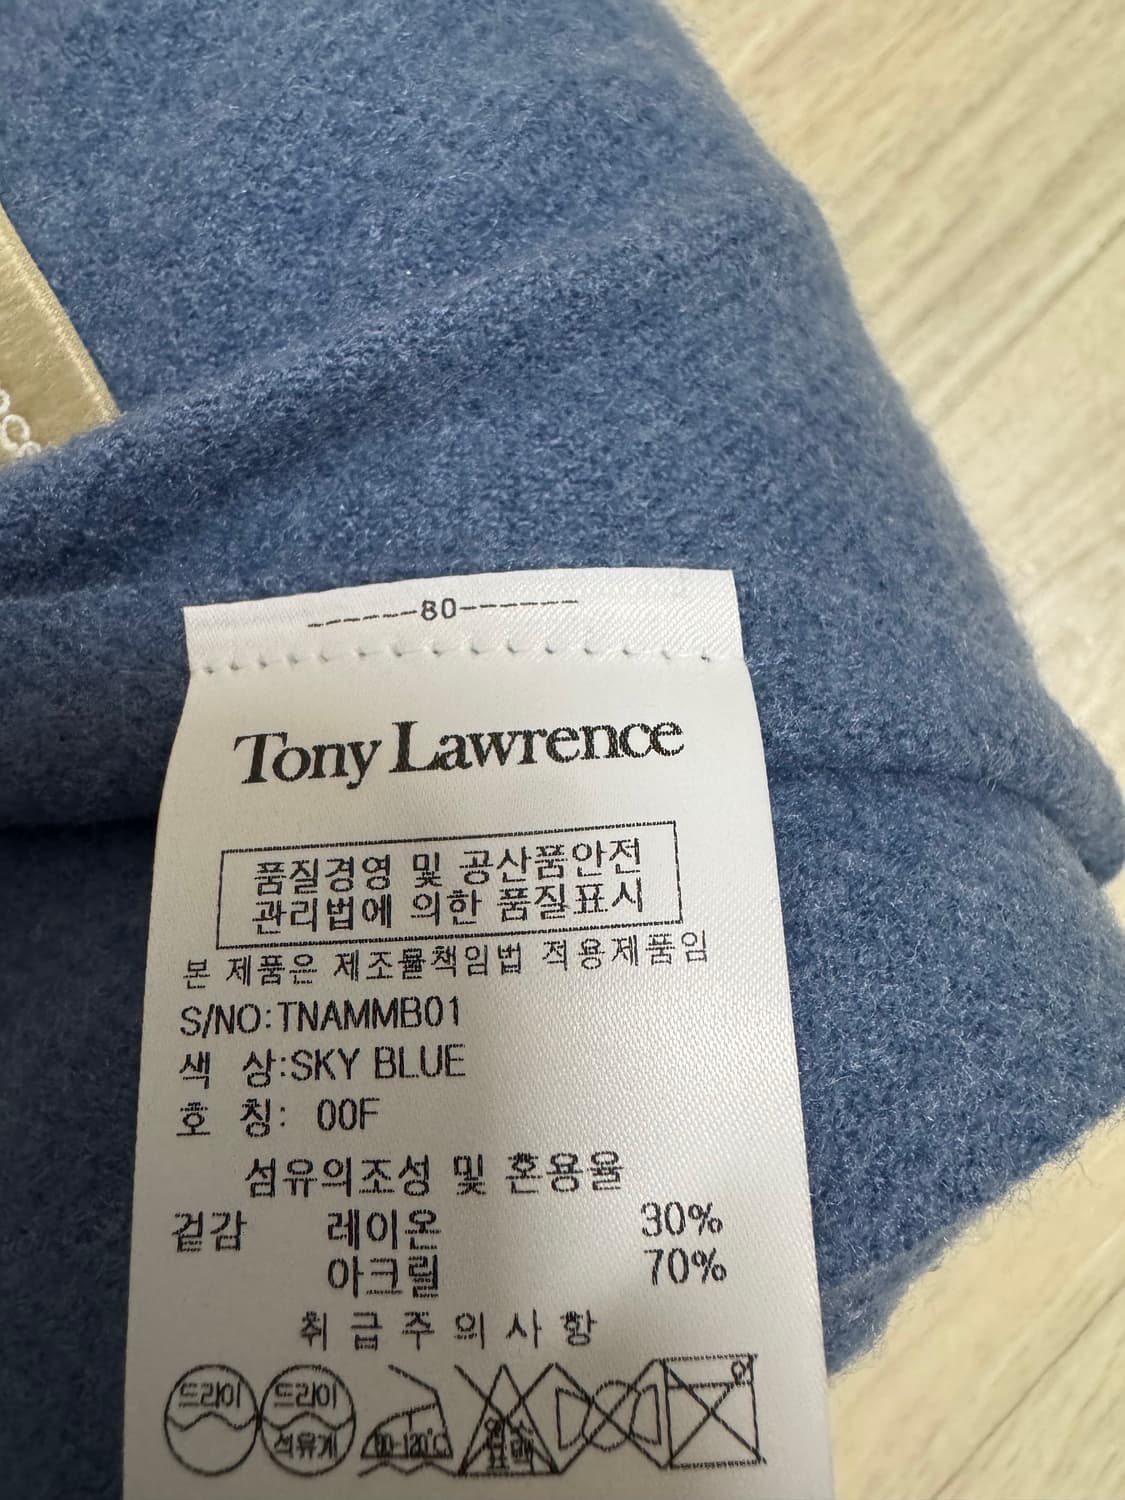 ------80------
Tony Lawrence
품질경영 및 공산품안전
관리법에 의한 품질표시
본 제품은 제조물책임법 적용제품임
S/NO:TNAMMB01
색 상:SKY BLUE
호 칭: 00F
섬유의조성 및 혼용율
겉감 레이온 30%
아크릴 70%
취급주의사항
드라이 드라이
석유계 80-120℃